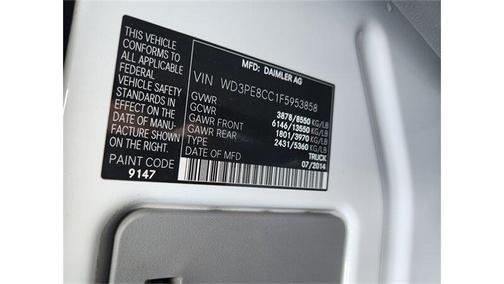 THIS VEHICLE
CONFORMS TO
ALL APPLICABLE
FEDERAL
MOTOR VEHICLE
SAFETY
STANDARDS IN
EFFECT ON THE
DATE OF MANU-
FACTURE SHOWN
ON THE RIGHT.
PAINT CODE
9147
MFD: DAIMLER AG
VIN WD3PE8CC1F5953858
GVWR 3878/8550 KG/LB
GCWR 6146/13550 KG/LB
GAWR FRONT 1801/3970 KG/LB
GAWR REAR 2431/5360 KG/LB
TYPE TRUCK
DATE OF MFD 07/2014